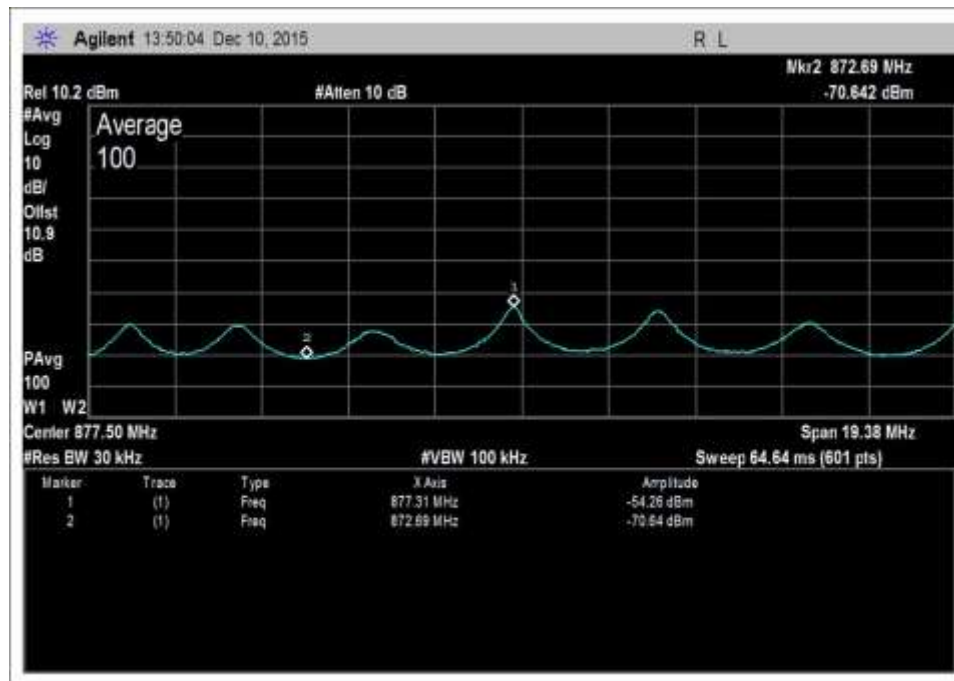 Agilent 13:50:04 Dec 10, 2015 R L
Mkr2 872.69 MHz
Ref 10.2 dBm #Atten 10 dB -70.642 dBm
#Avg
Log
10
dB/
Offst
10.9
dB
Average
100
1
2
PAvg
100
W1 W2
Center 877.50 MHz Span 19.38 MHz
#Res BW 30 kHz #VBW 100 kHz Sweep 64.64 ms (601 pts)
Marker Trace Type X Axis Amplitude
1 (1) Freq 877.31 MHz -54.26 dBm
2 (1) Freq 872.69 MHz -70.64 dBm